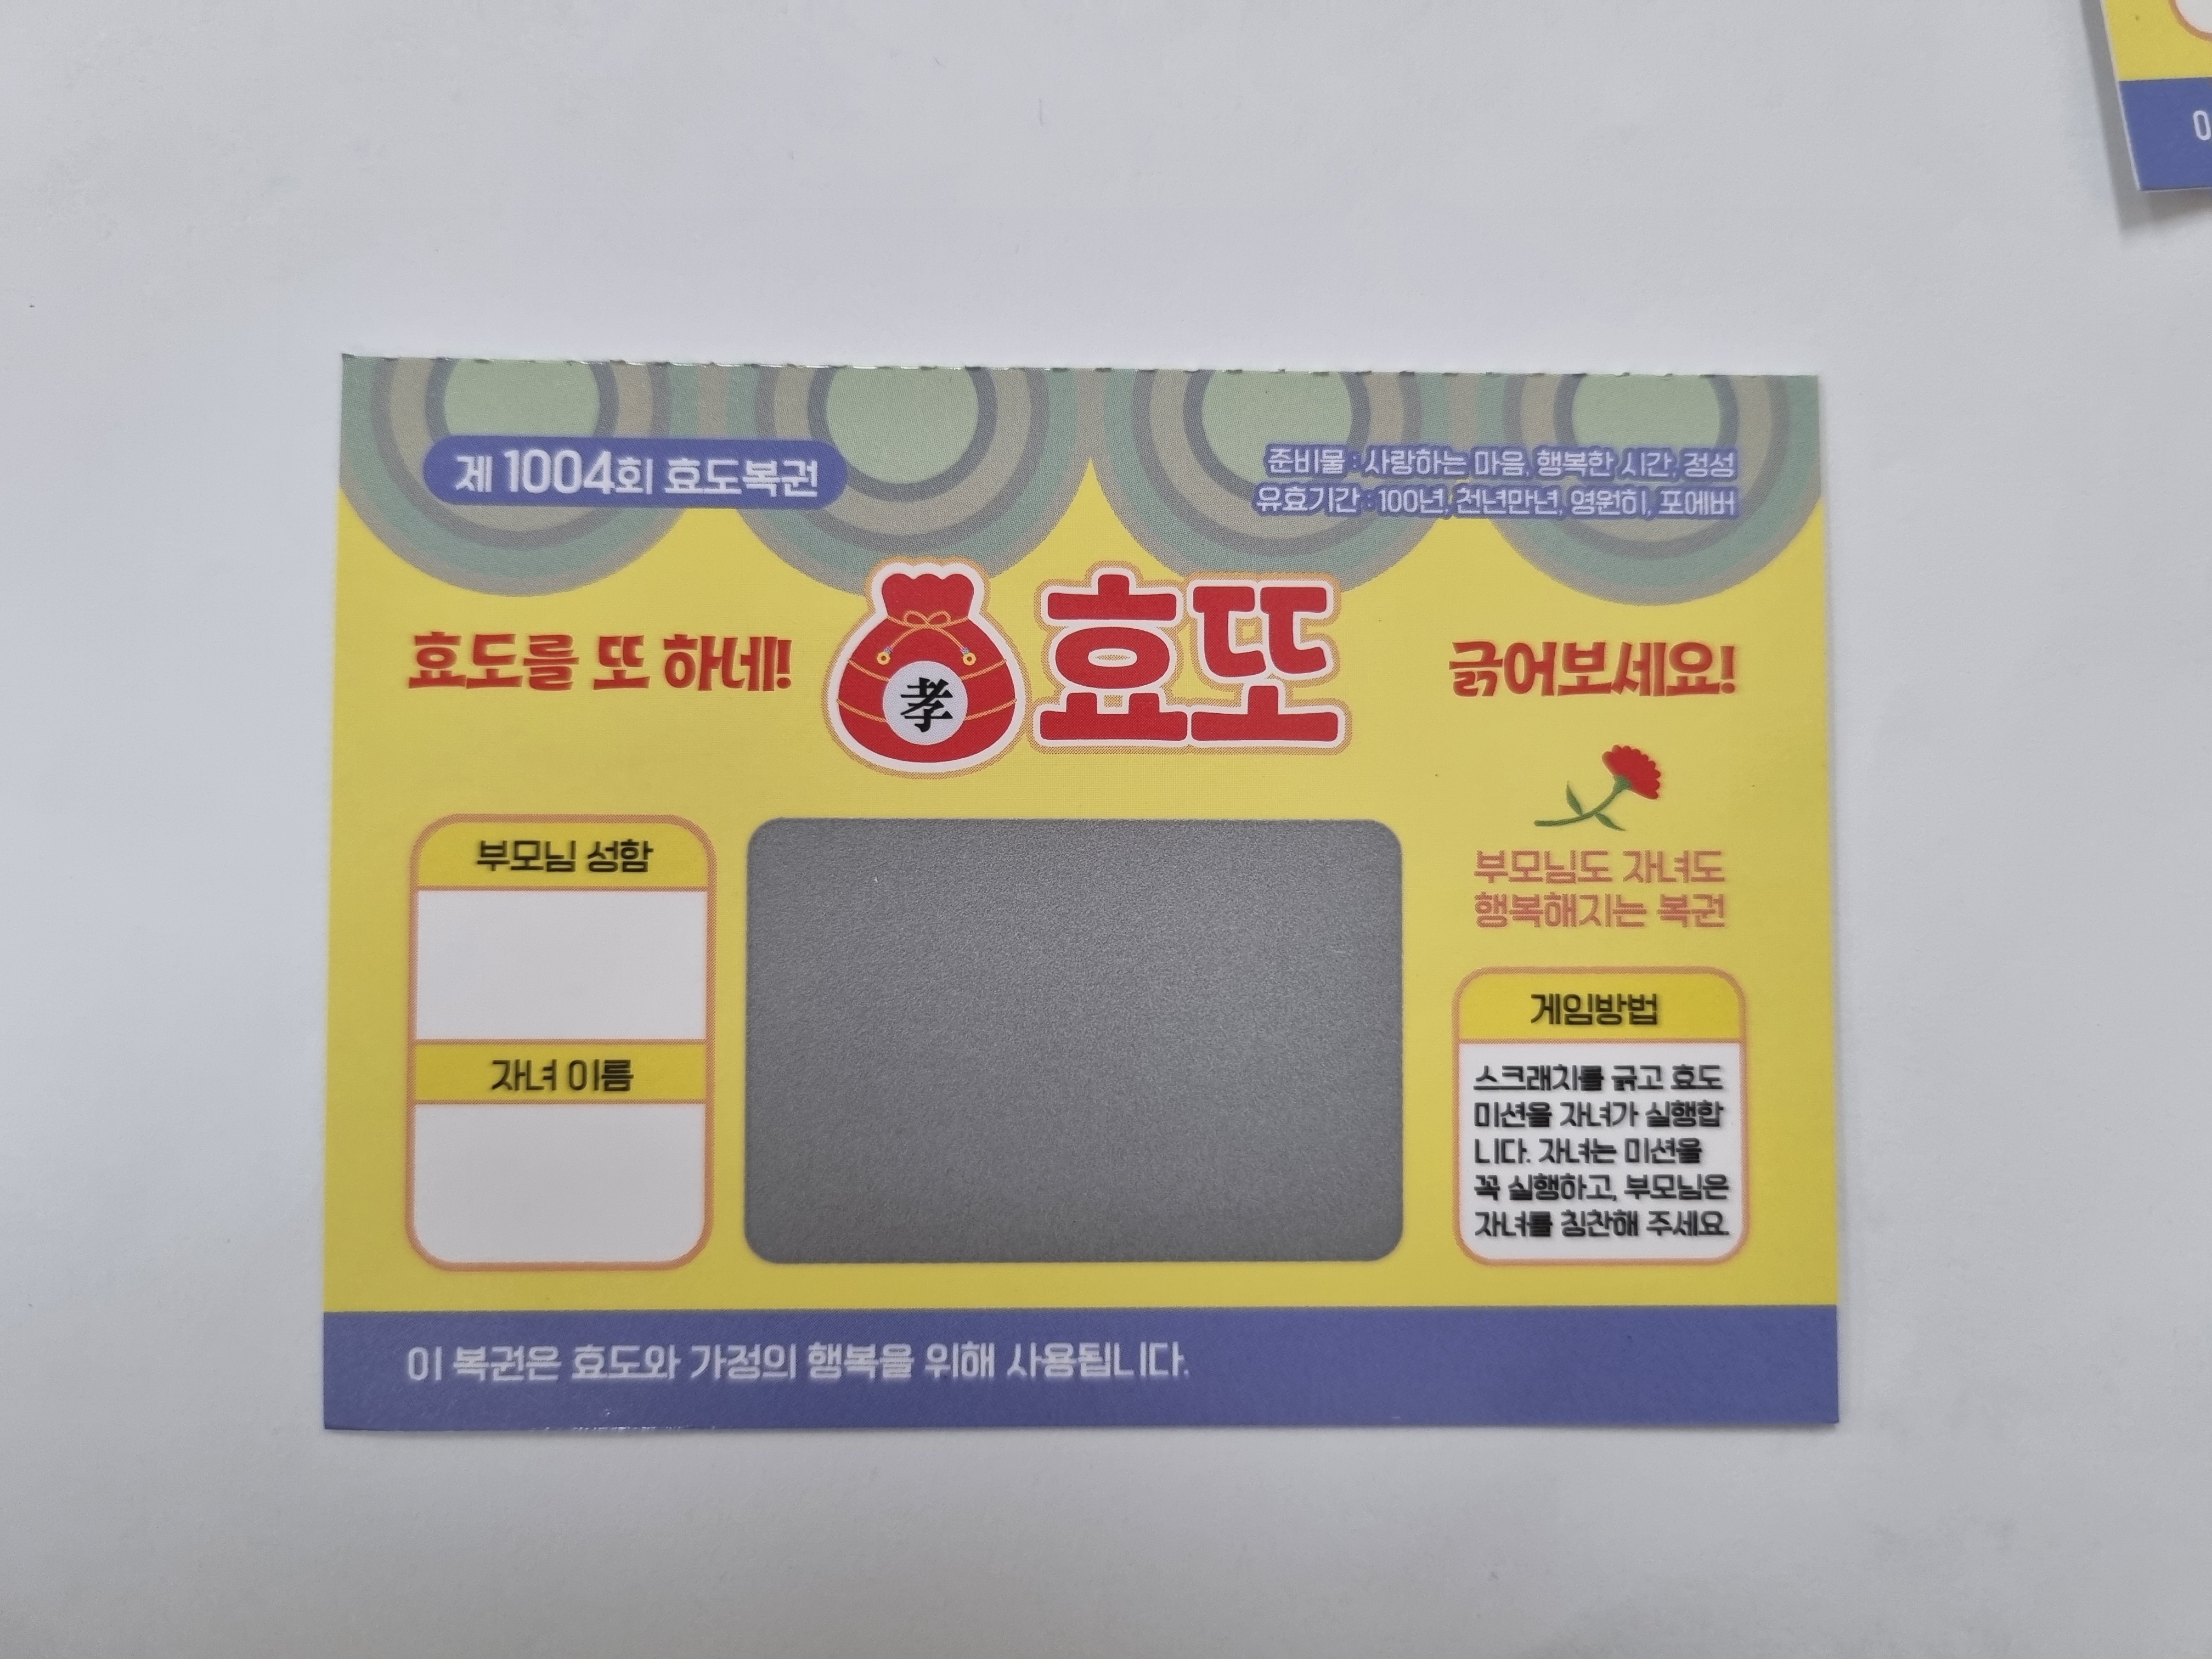 제 1004회 효도복권
준비물 : 사랑하는 마음, 행복한 시간, 정성
유효기간 : 100년, 천년만년, 영원히, 포에버
효도를 또 하네!
孝
효또
긁어보세요!
부모님 성함
자녀 이름
부모님도 자녀도
행복해지는 복권
게임방법
스크래치를 긁고 효도
미션을 자녀가 실행합
니다. 자녀는 미션을
꼭 실행하고, 부모님은
자녀를 칭찬해 주세요
이 복권은 효도와 가정의 행복을 위해 사용됩니다.
이